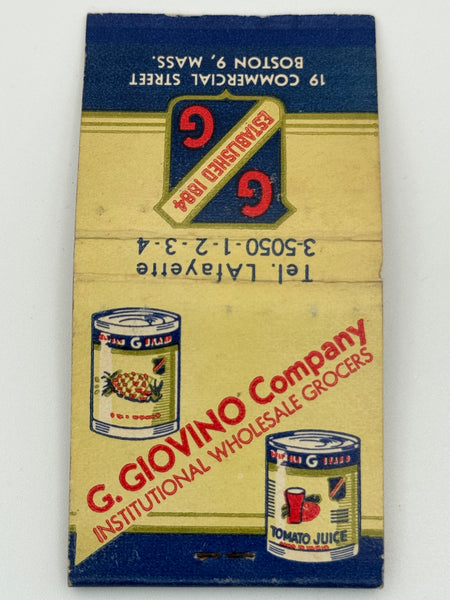 19 COMMERCIAL STREET
BOSTON 9, MASS.
G
ESTABLISHED 1884
G
Tel. LAfayette
3-5050-1-2-3-4
G. GIOVINO Company
INSTITUTIONAL WHOLESALE GROCERS
G
G
TOMATO JUICE